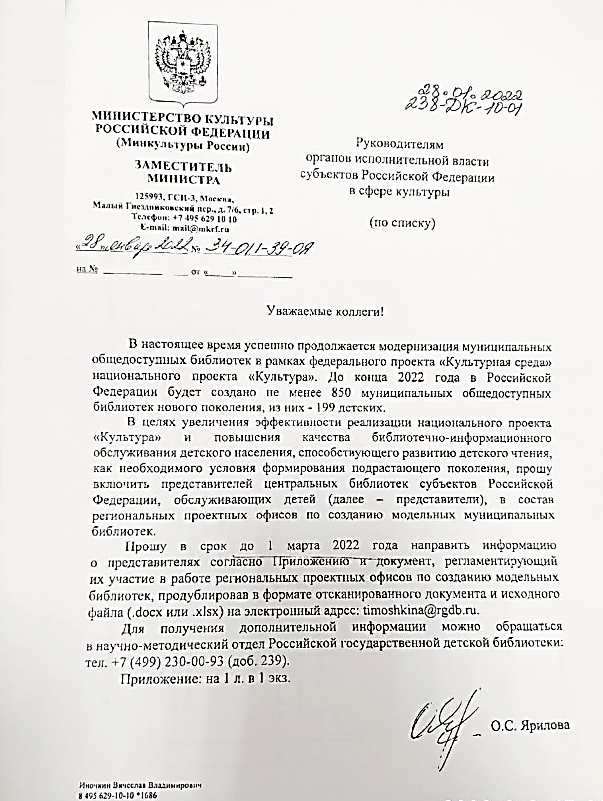 28.01.2022
238-ДК-10-01
МИНИСТЕРСТВО КУЛЬТУРЫ
РОССИЙСКОЙ ФЕДЕРАЦИИ
(Минкультуры России)
ЗАМЕСТИТЕЛЬ
МИНИСТРА
125993, ГСП-3, Москва,
Малый Гнездниковский пер., д. 7/6, стр. 1, 2
Телефон: +7 495 629 10 10
E-mail: mail@mkrf.ru
«28» января 2022 № 34-011-39-ОЯ
на № от « »
Руководителям
органов исполнительной власти
субъектов Российской Федерации
в сфере культуры
(по списку)
Уважаемые коллеги!
В настоящее время успешно продолжается модернизация муниципальных
общедоступных библиотек в рамках федерального проекта «Культурная среда»
национального проекта «Культура». До конца 2022 года в Российской
Федерации будет создано не менее 850 муниципальных общедоступных
библиотек нового поколения, из них - 199 детских.
В целях увеличения эффективности реализации национального проекта
«Культура» и повышения качества библиотечно-информационного
обслуживания детского населения, способствующего развитию детского чтения,
как необходимого условия формирования подрастающего поколения, прошу
включить представителей центральных библиотек субъектов Российской
Федерации, обслуживающих детей (далее – представители), в состав
региональных проектных офисов по созданию модельных муниципальных
библиотек.
Прошу в срок до 1 марта 2022 года направить информацию
о представителях согласно Приложению и документ, регламентирующий
их участие в работе региональных проектных офисов по созданию модельных
библиотек, продублировав в формате отсканированного документа и исходного
файла (.docx или .xlsx) на электронный адрес: timoshkina@rgdb.ru.
Для получения дополнительной информации можно обращаться
в научно-методический отдел Российской государственной детской библиотеки:
тел. +7 (499) 230-00-93 (доб. 239).
Приложение: на 1 л. в 1 экз.
О.С. Ярилова
Иночкин Вячеслав Владимирович
8 495 629-10-10 *1686